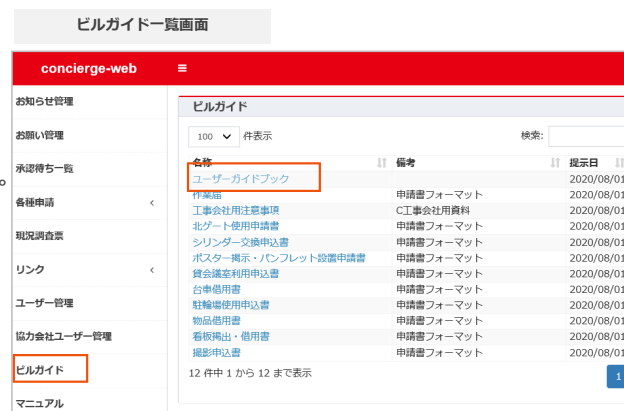 ビルガイド一覧画面
concierge-web
お知らせ管理
お願い管理
承認待ち一覧
各種申請
現況調査票
リンク
ユーザー管理
協力会社ユーザー管理
ビルガイド
マニュアル
ビルガイド
100 件表示 検索:
名称 備考 提示日
ユーザーガイドブック 2020/08/01
作業届 申請書フォーマット 2020/08/01
工事会社用注意事項 C工事会社用資料 2020/08/01
北ゲート使用申請書 申請書フォーマット 2020/08/01
シリンダー交換申込書 申請書フォーマット 2020/08/01
ポスター掲示・パンフレット設置申請書 申請書フォーマット 2020/08/01
貸会議室利用申込書 申請書フォーマット 2020/08/01
台車借用書 申請書フォーマット 2020/08/01
駐輪場使用申込書 申請書フォーマット 2020/08/01
物品借用書 申請書フォーマット 2020/08/01
看板掲出・借用書 申請書フォーマット 2020/08/01
撮影申込書 申請書フォーマット 2020/08/01
12 件中 1 から 12 まで表示
1